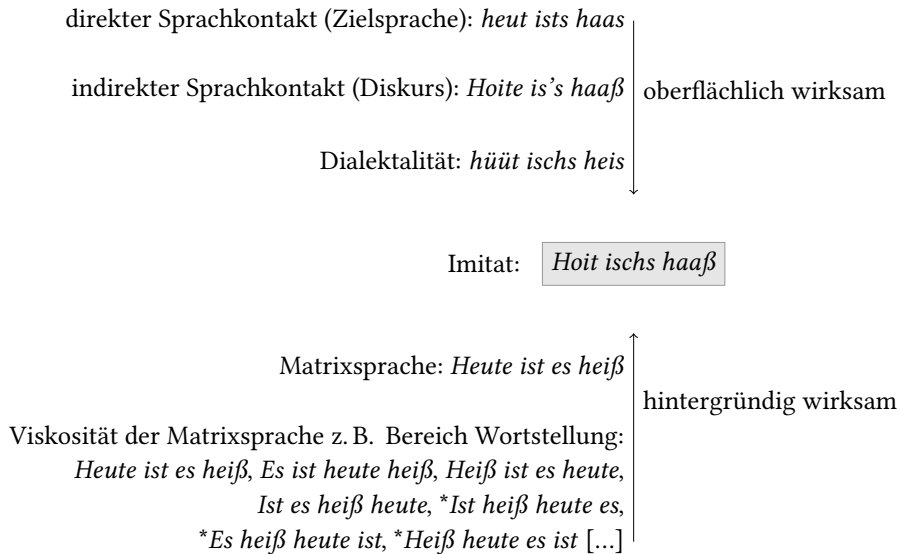 direkter Sprachkontakt (Zielsprache): heut ists haas
indirekter Sprachkontakt (Diskurs): Hoite is’s haaß
oberflächlich wirksam
Dialektalität: hüüt ischs heis
Imitat: Hoit ischs haaß
Matrixsprache: Heute ist es heiß
hintergründig wirksam
Viskosität der Matrixsprache z. B. Bereich Wortstellung:
Heute ist es heiß, Es ist heute heiß, Heiß ist es heute,
Ist es heiß heute, *Ist heiß heute es,
*Es heiß heute ist, *Heiß heute es ist [...]